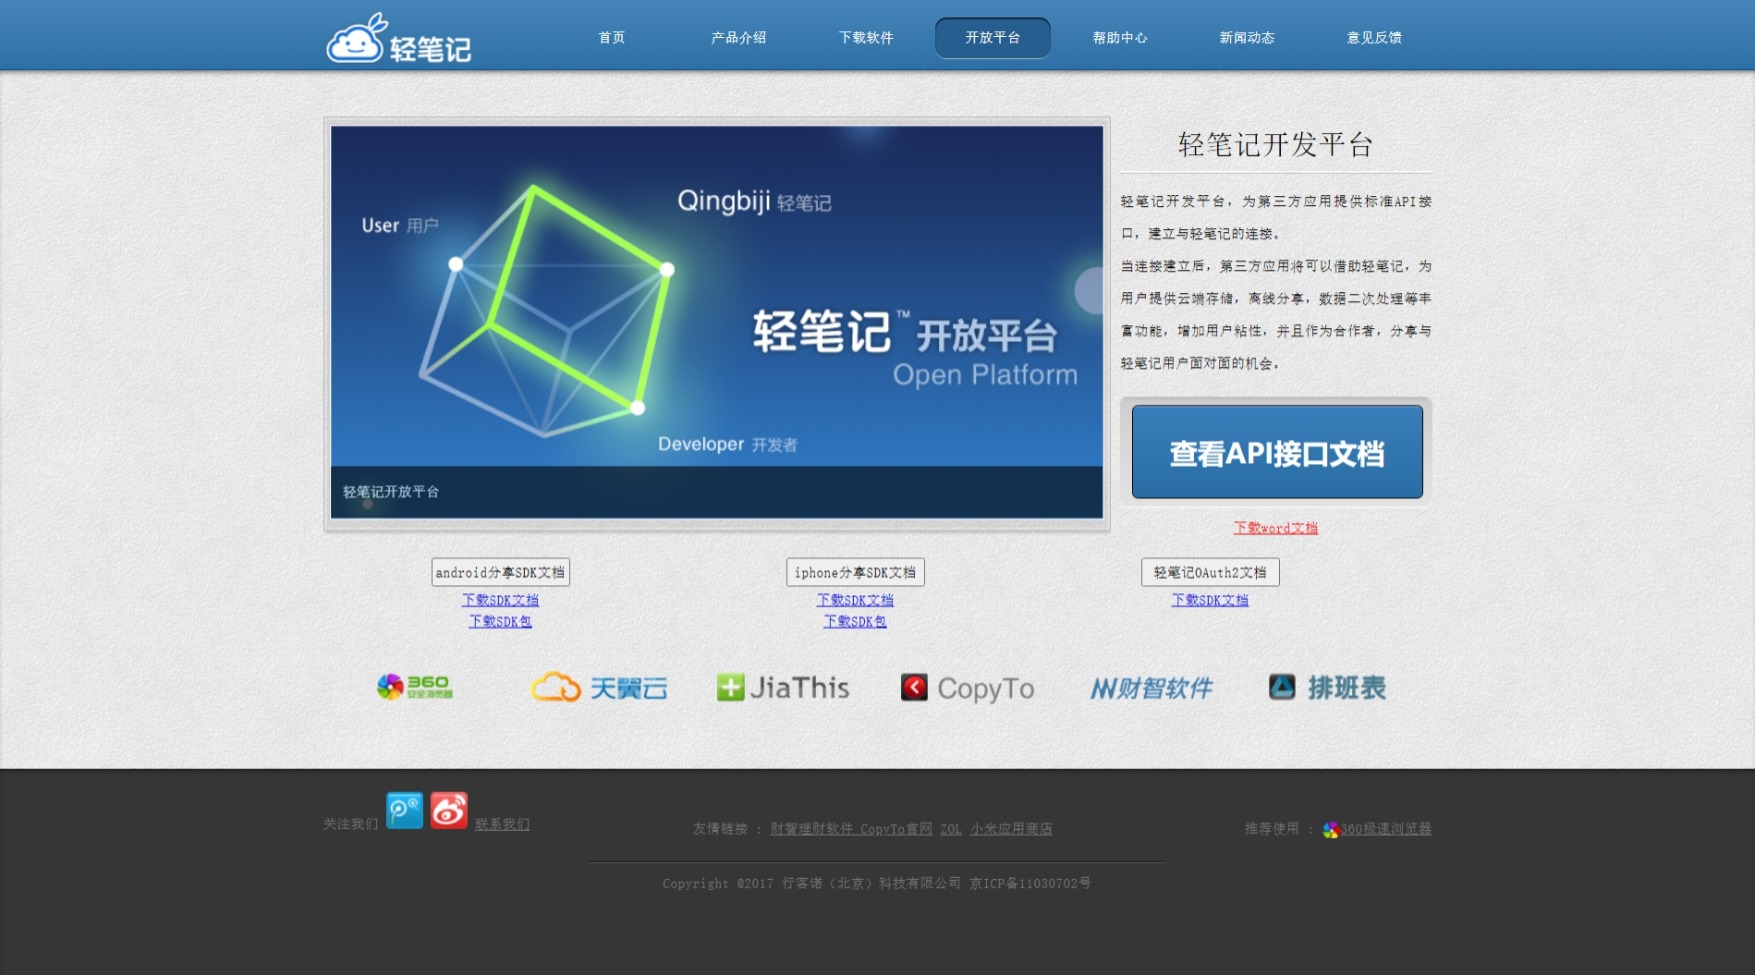 轻笔记
首页
产品介绍
下载软件
开放平台
帮助中心
新闻动态
意见反馈
User 用户
Qingbiji 轻笔记
轻笔记™开放平台
Open Platform
Developer 开发者
轻笔记开放平台
轻笔记开发平台
轻笔记开发平台，为第三方应用提供标准API接
口，建立与轻笔记的连接。
当连接建立后，第三方应用将可以借助轻笔记，为
用户提供云端存储，离线分享，数据二次处理等丰
富功能，增加用户粘性，并且作为合作者，分享与
轻笔记用户面对面的机会。
查看API接口文档
下载word文档
android分享SDK文档
下载SDK文档
下载SDK包
iphone分享SDK文档
下载SDK文档
下载SDK包
轻笔记OAuth2文档
下载SDK文档
360
安全浏览器
天翼云
JiaThis
CopyTo
财智软件
排班表
关注我们
联系我们
友情链接 : 财智理财软件 CopyTo官网 ZOL 小米应用商店
推荐使用 : 360极速浏览器
Copyright @2017 行客诺（北京）科技有限公司 京ICP备11030702号